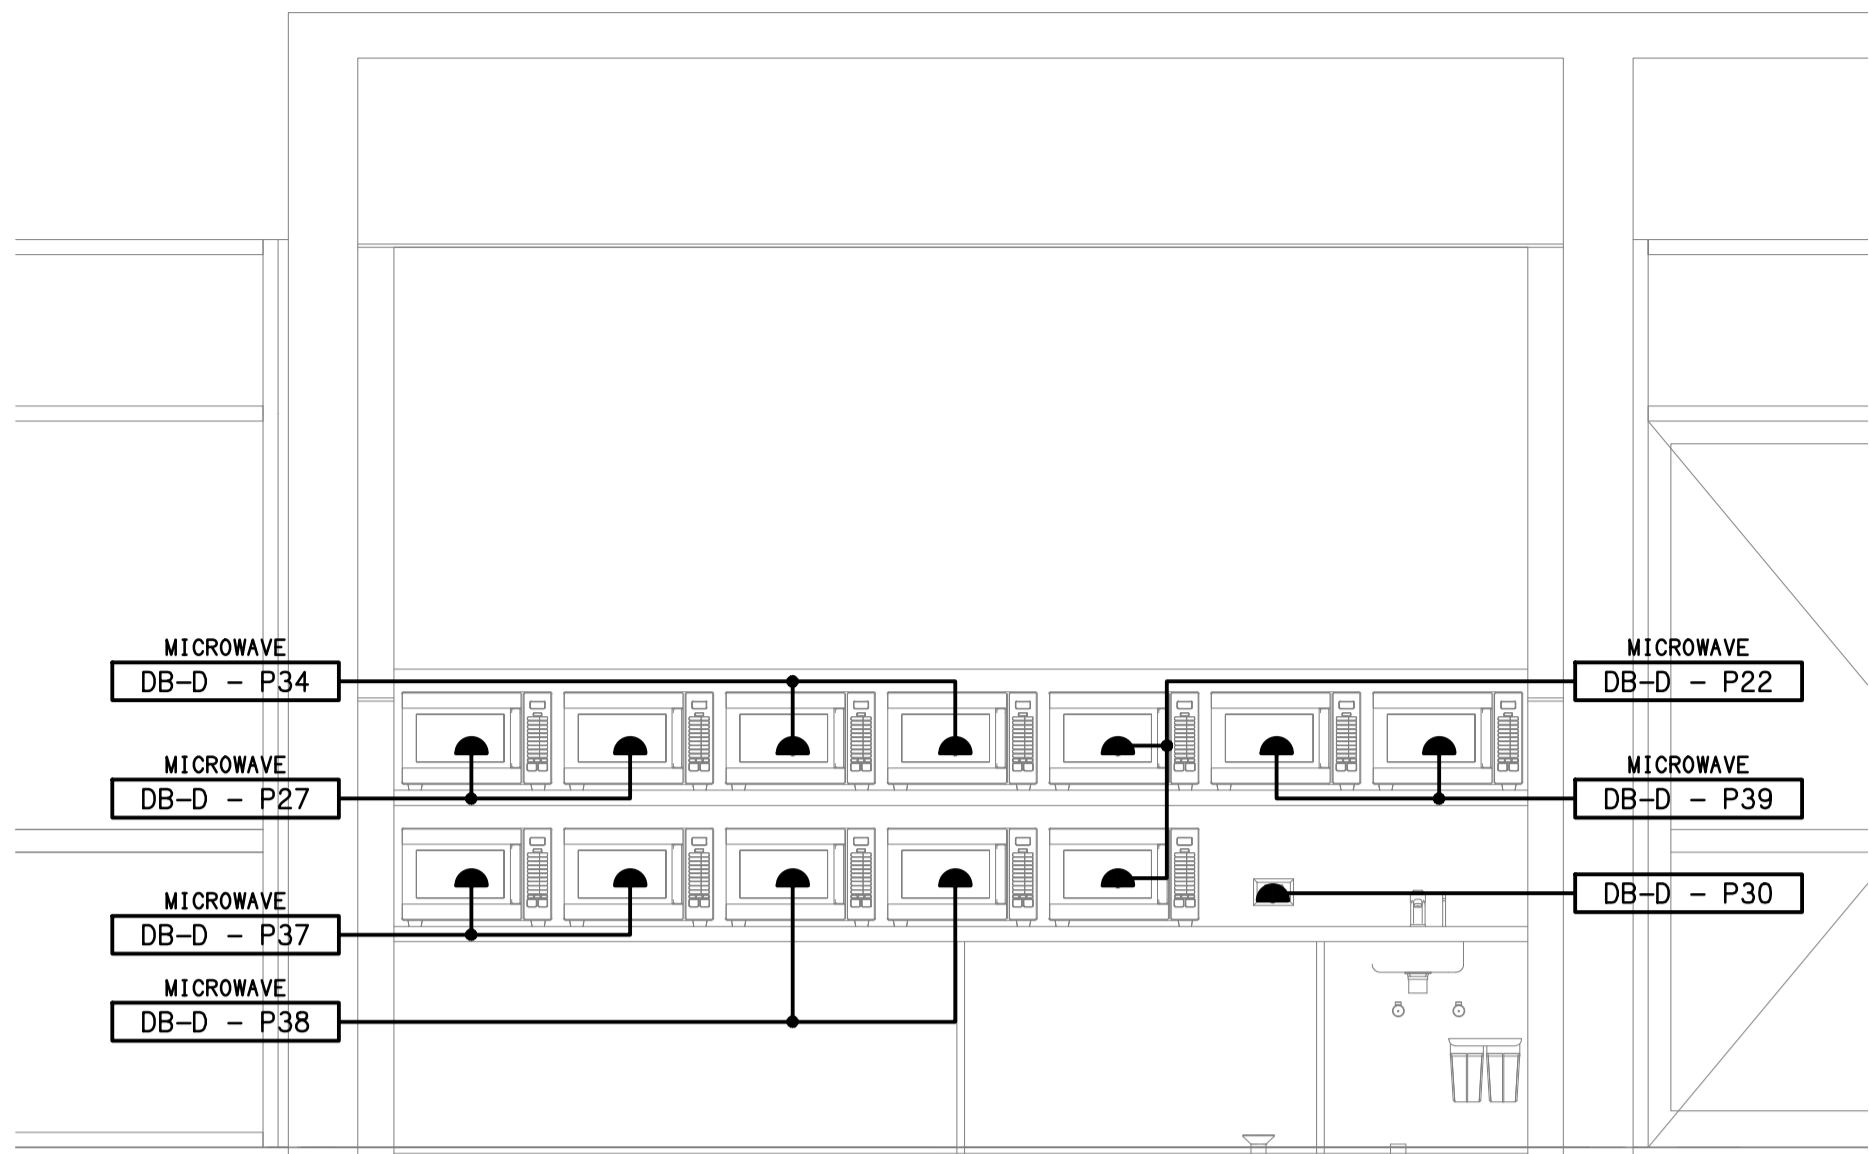 MICROWAVE
DB-D - P34
MICROWAVE
DB-D - P27
MICROWAVE
DB-D - P37
MICROWAVE
DB-D - P38
MICROWAVE
DB-D - P22
MICROWAVE
DB-D - P39
DB-D - P30